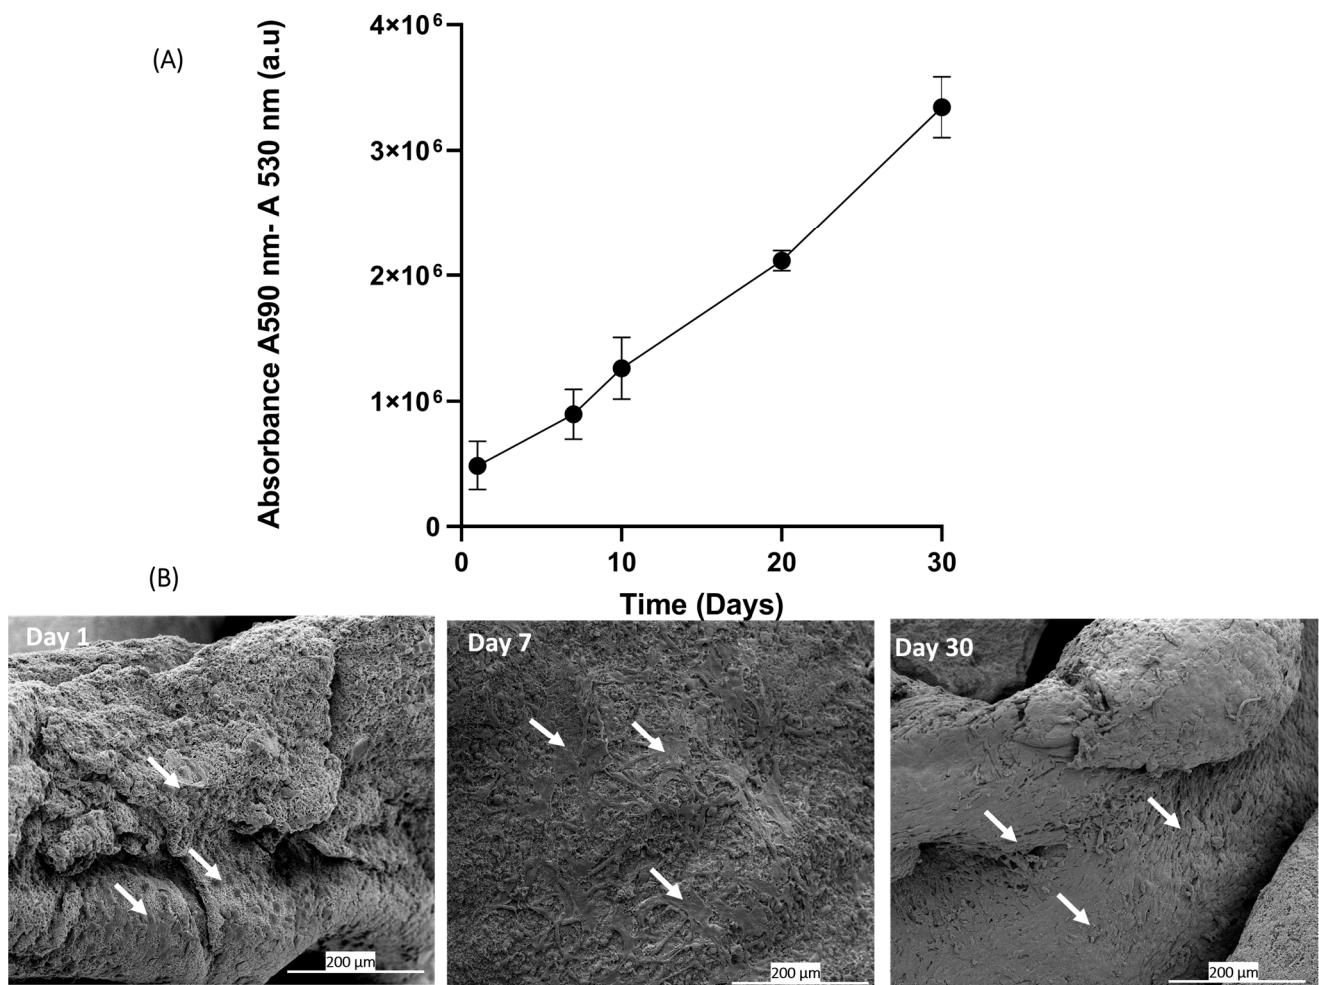 (A)
Absorbance A590 nm- A 530 nm (a.u)
4×10⁶
3×10⁶
2×10⁶
1×10⁶
0
0 10 20 30
Time (Days)
(B)
Day 1
Day 7
Day 30
200 µm
200 µm
200 µm